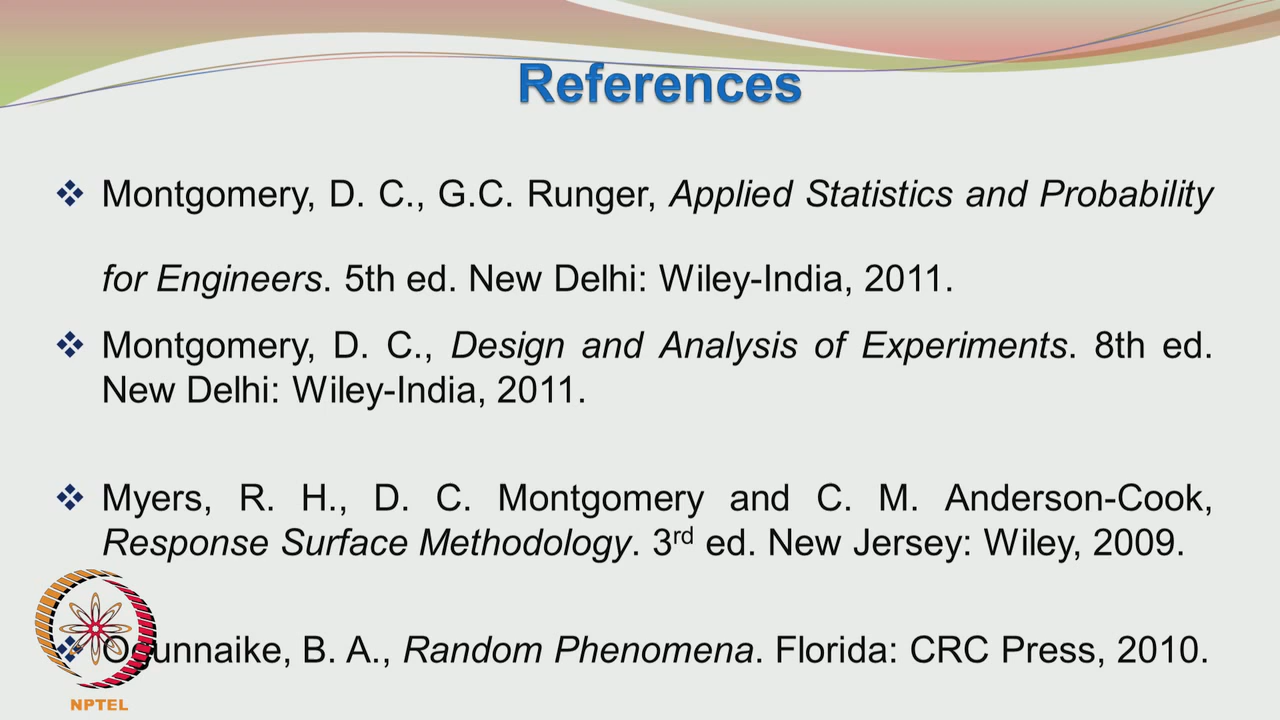 References
❖ Montgomery, D. C., G.C. Runger, Applied Statistics and Probability
for Engineers. 5th ed. New Delhi: Wiley-India, 2011.
❖ Montgomery, D. C., Design and Analysis of Experiments. 8th ed.
New Delhi: Wiley-India, 2011.
❖ Myers, R. H., D. C. Montgomery and C. M. Anderson-Cook,
Response Surface Methodology. 3rd ed. New Jersey: Wiley, 2009.
❖ Ogunnaike, B. A., Random Phenomena. Florida: CRC Press, 2010.
NPTEL